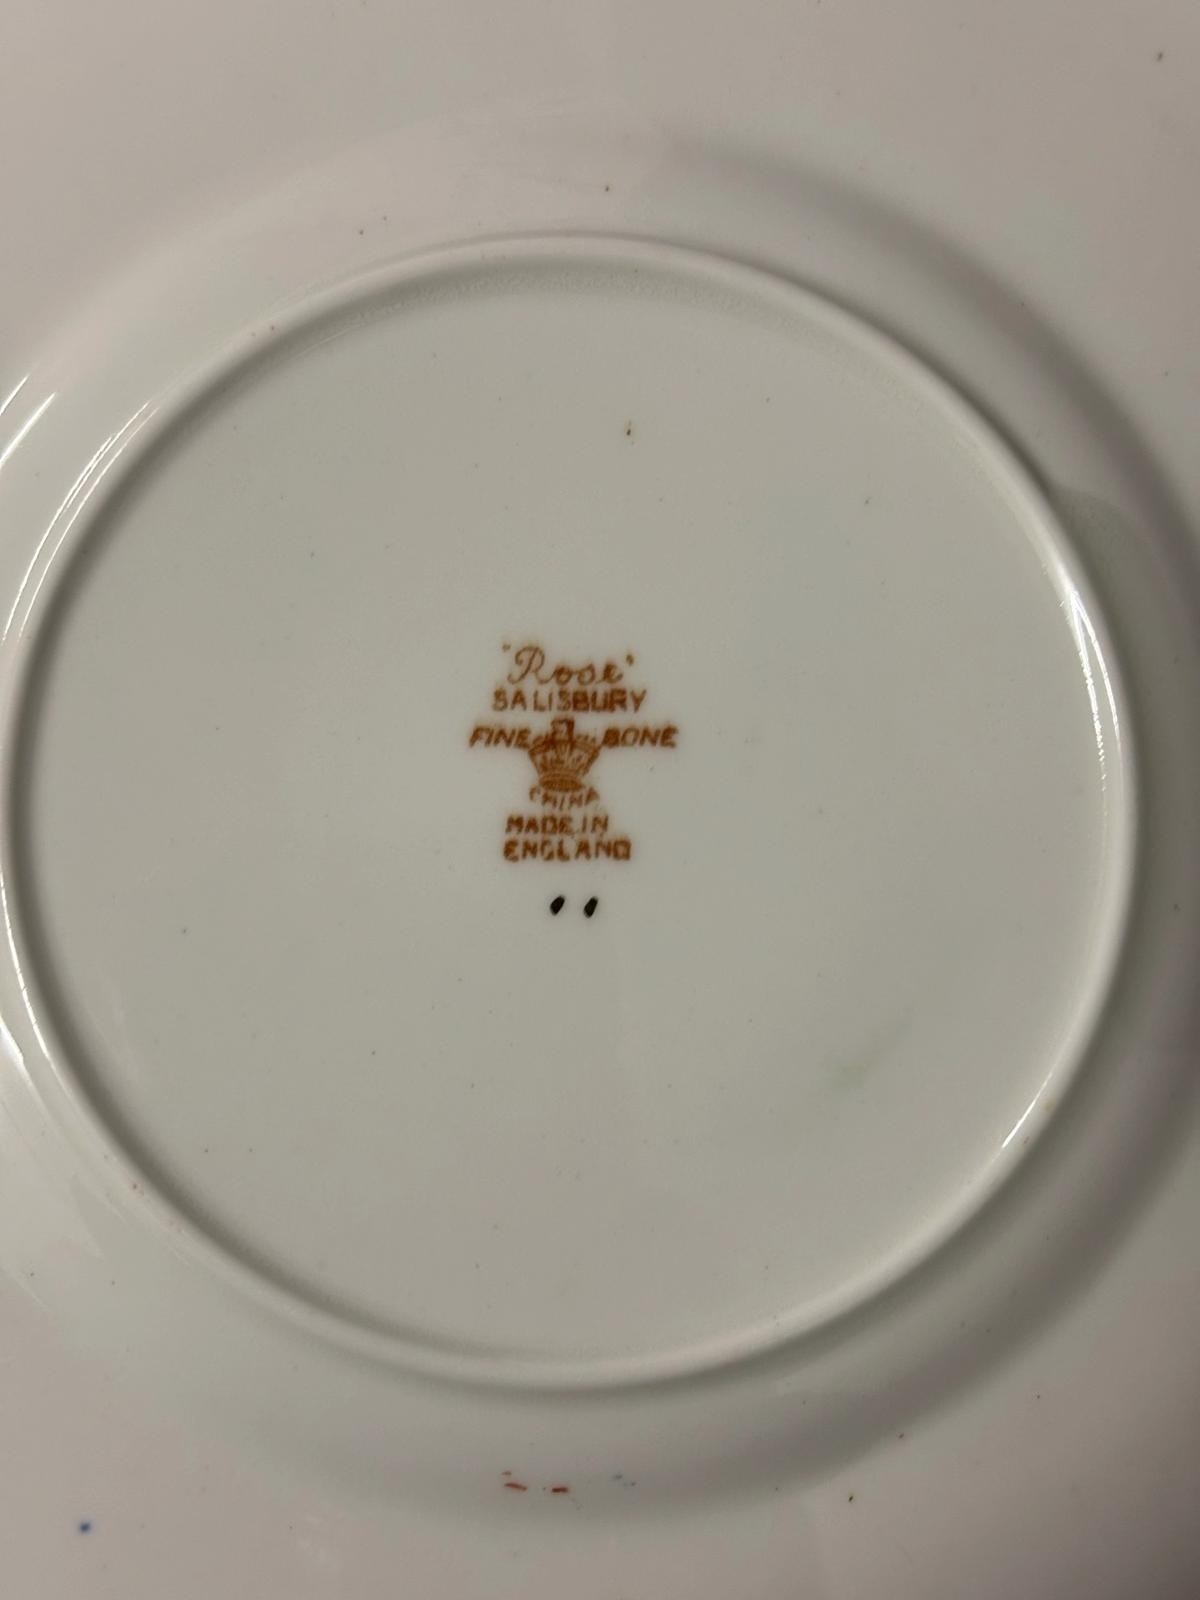 "Rose"
SALISBURY
FINE BONE
CHINA
MADE IN
ENGLAND